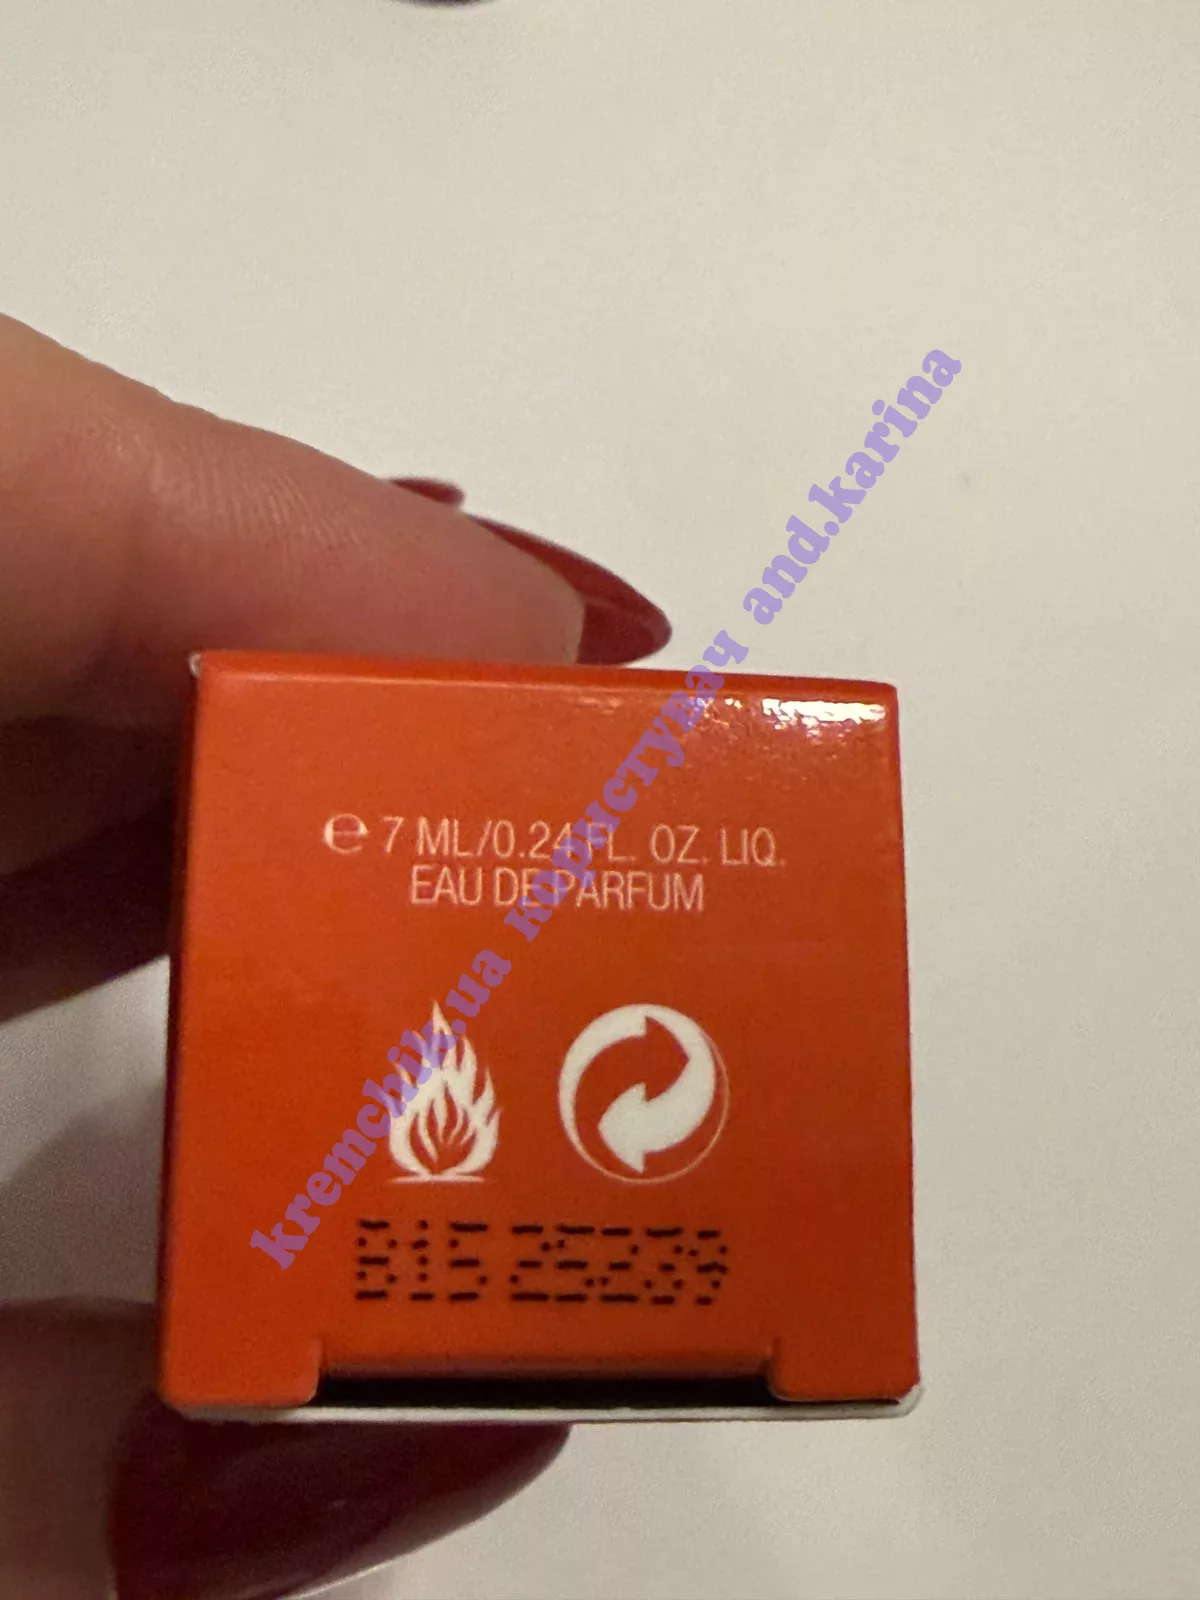 ℮ 7 ML/0.24 FL. OZ. LIQ.
EAU DE PARFUM
B15 25239
kremchik.ua користувач and.karina